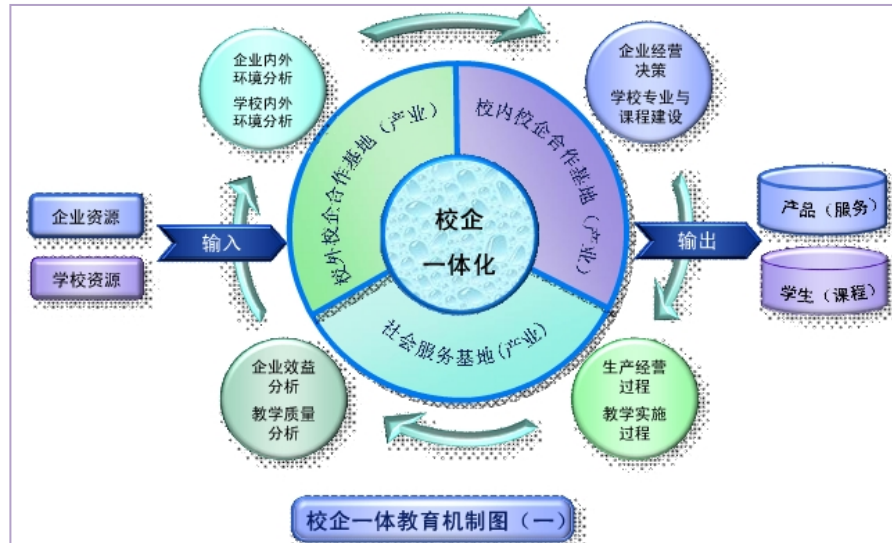 企业内外
环境分析
学校内外
环境分析
企业经营
决策
学校专业与
课程建设
校外校企合作基地（产业）
校内校企合作基地（产业）
企业资源
学校资源
输入
校企
一体化
输出
产品（服务）
学生（课程）
社会服务基地(产业)
企业效益
分析
教学质量
分析
生产经营
过程
教学实施
过程
校企一体教育机制图（一）